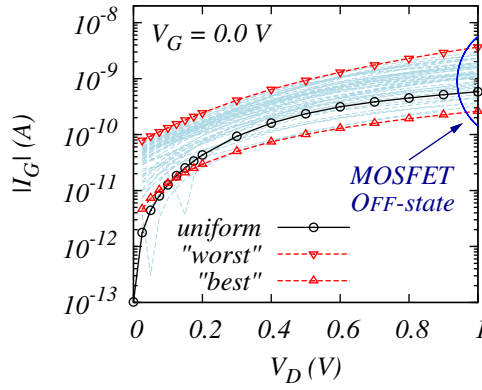 V_G = 0.0 V
10^-8
10^-9
10^-10
10^-11
10^-12
10^-13
|I_G| (A)
MOSFET
OFF-state
uniform
"worst"
"best"
0 0.2 0.4 0.6 0.8 1
V_D (V)